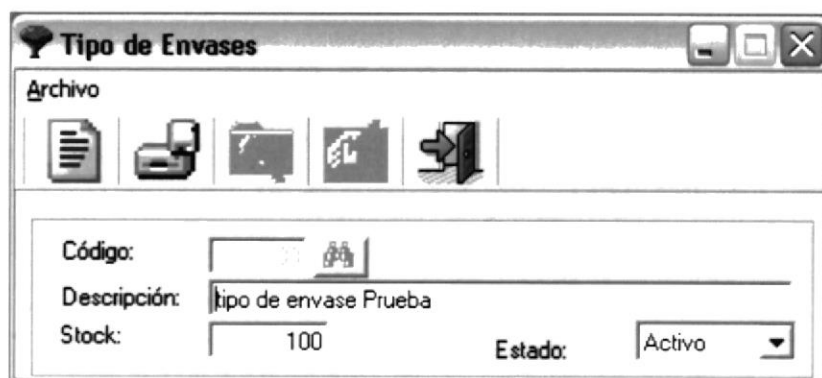 Tipo de Envases
Archivo
Código:
Descripción: tipo de envase Prueba
Stock: 100
Estado: Activo